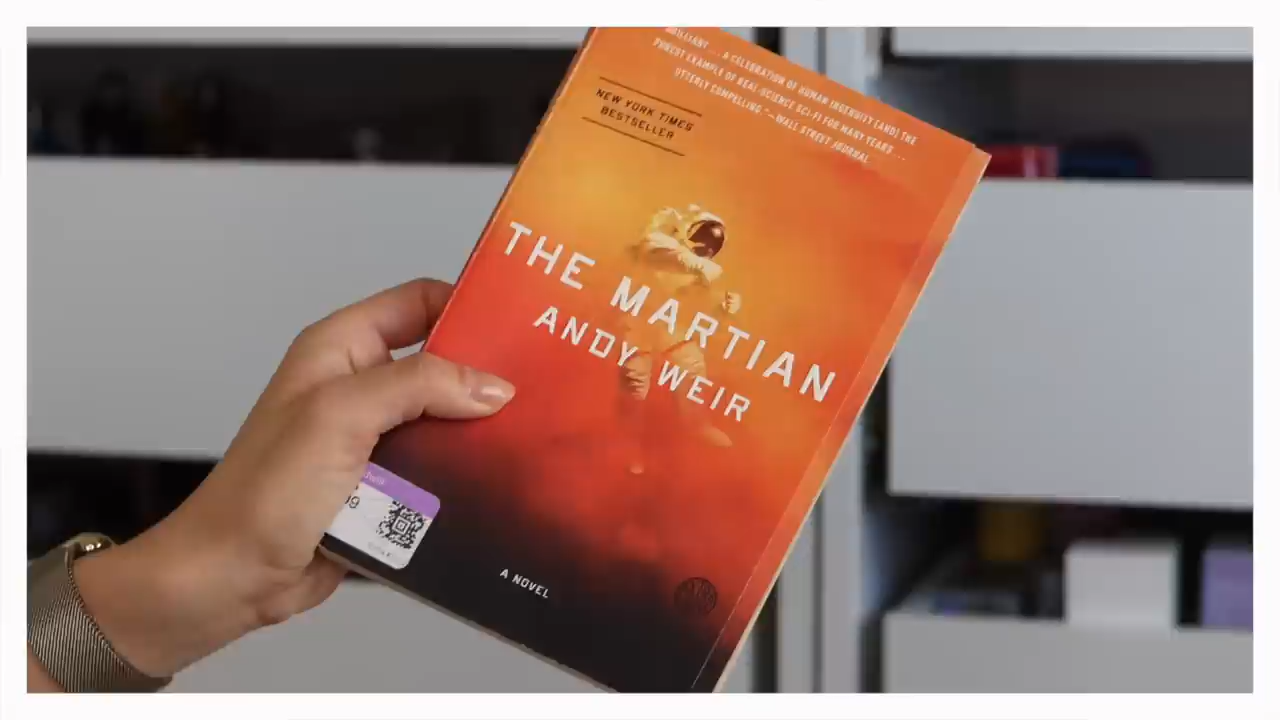 A CELEBRATION OF HUMAN INGENUITY [AND] THE
PUREST EXAMPLE OF REAL-SCIENCE SCI-FI FOR MANY YEARS . . .
UTTERLY COMPELLING." —WALL STREET JOURNAL
NEW YORK TIMES
BESTSELLER
THE MARTIAN
ANDY WEIR
A NOVEL